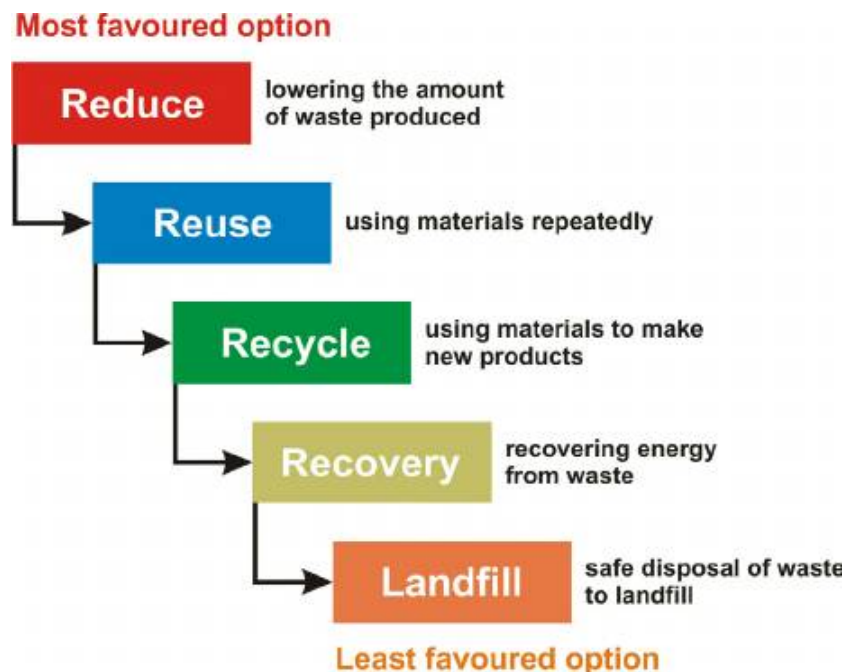 Most favoured option
Reduce
lowering the amount
of waste produced
Reuse
using materials repeatedly
Recycle
using materials to make
new products
Recovery
recovering energy
from waste
Landfill
safe disposal of waste
to landfill
Least favoured option